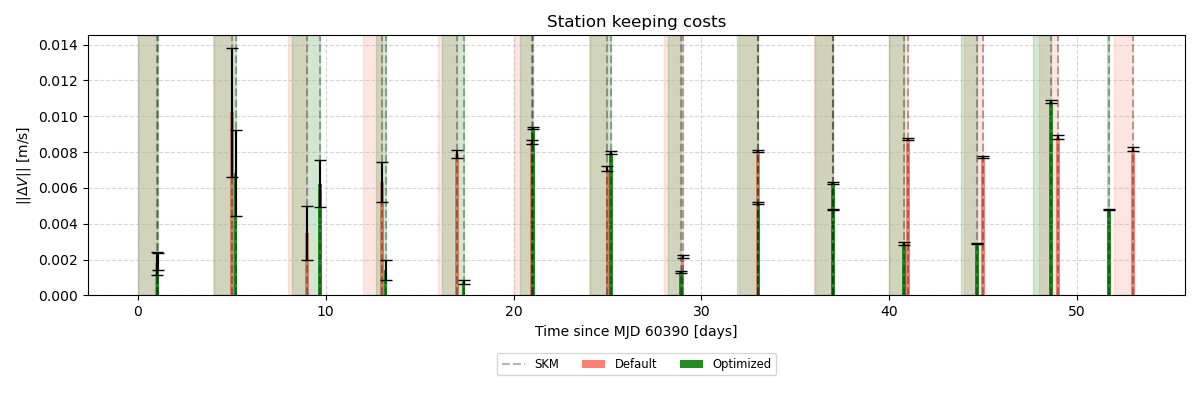 Station keeping costs
||ΔV|| [m/s]
0.014
0.012
0.010
0.008
0.006
0.004
0.002
0.000
0 10 20 30 40 50
Time since MJD 60390 [days]
SKM Default Optimized